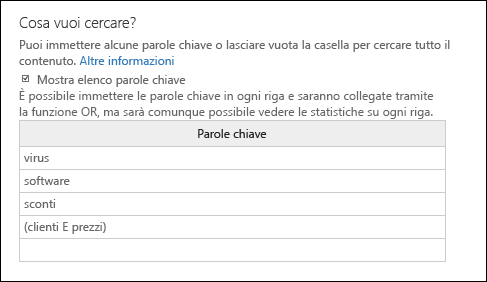 Cosa vuoi cercare?
Puoi immettere alcune parole chiave o lasciare vuota la casella per cercare tutto il
contenuto. Altre informazioni
Mostra elenco parole chiave
È possibile immettere le parole chiave in ogni riga e saranno collegate tramite
la funzione OR, ma sarà comunque possibile vedere le statistiche su ogni riga.
Parole chiave
virus
software
sconti
(clienti E prezzi)